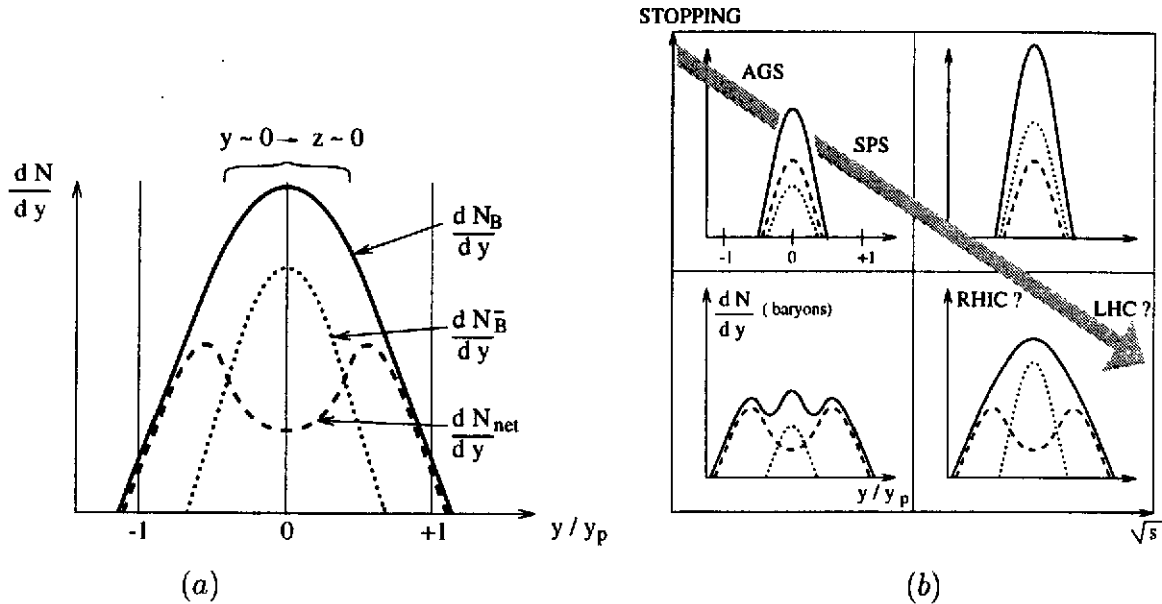 y ~ 0 → z ~ 0
d N
d y
d N_B
d y
d N_B̄
d y
d N_net
d y
-1
0
+1
y / y_p
(a)
STOPPING
AGS
SPS
-1
0
+1
d N
d y
( baryons)
RHIC ?
LHC ?
y / y_p
√s
(b)